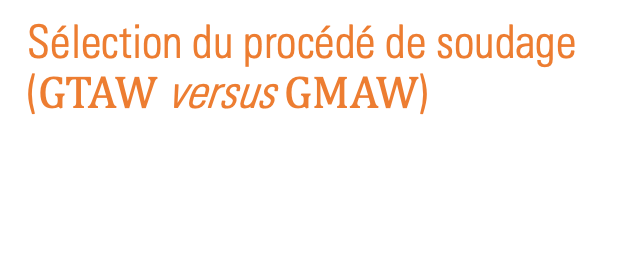 Sélection du procédé de soudage
(GTAW versus GMAW)